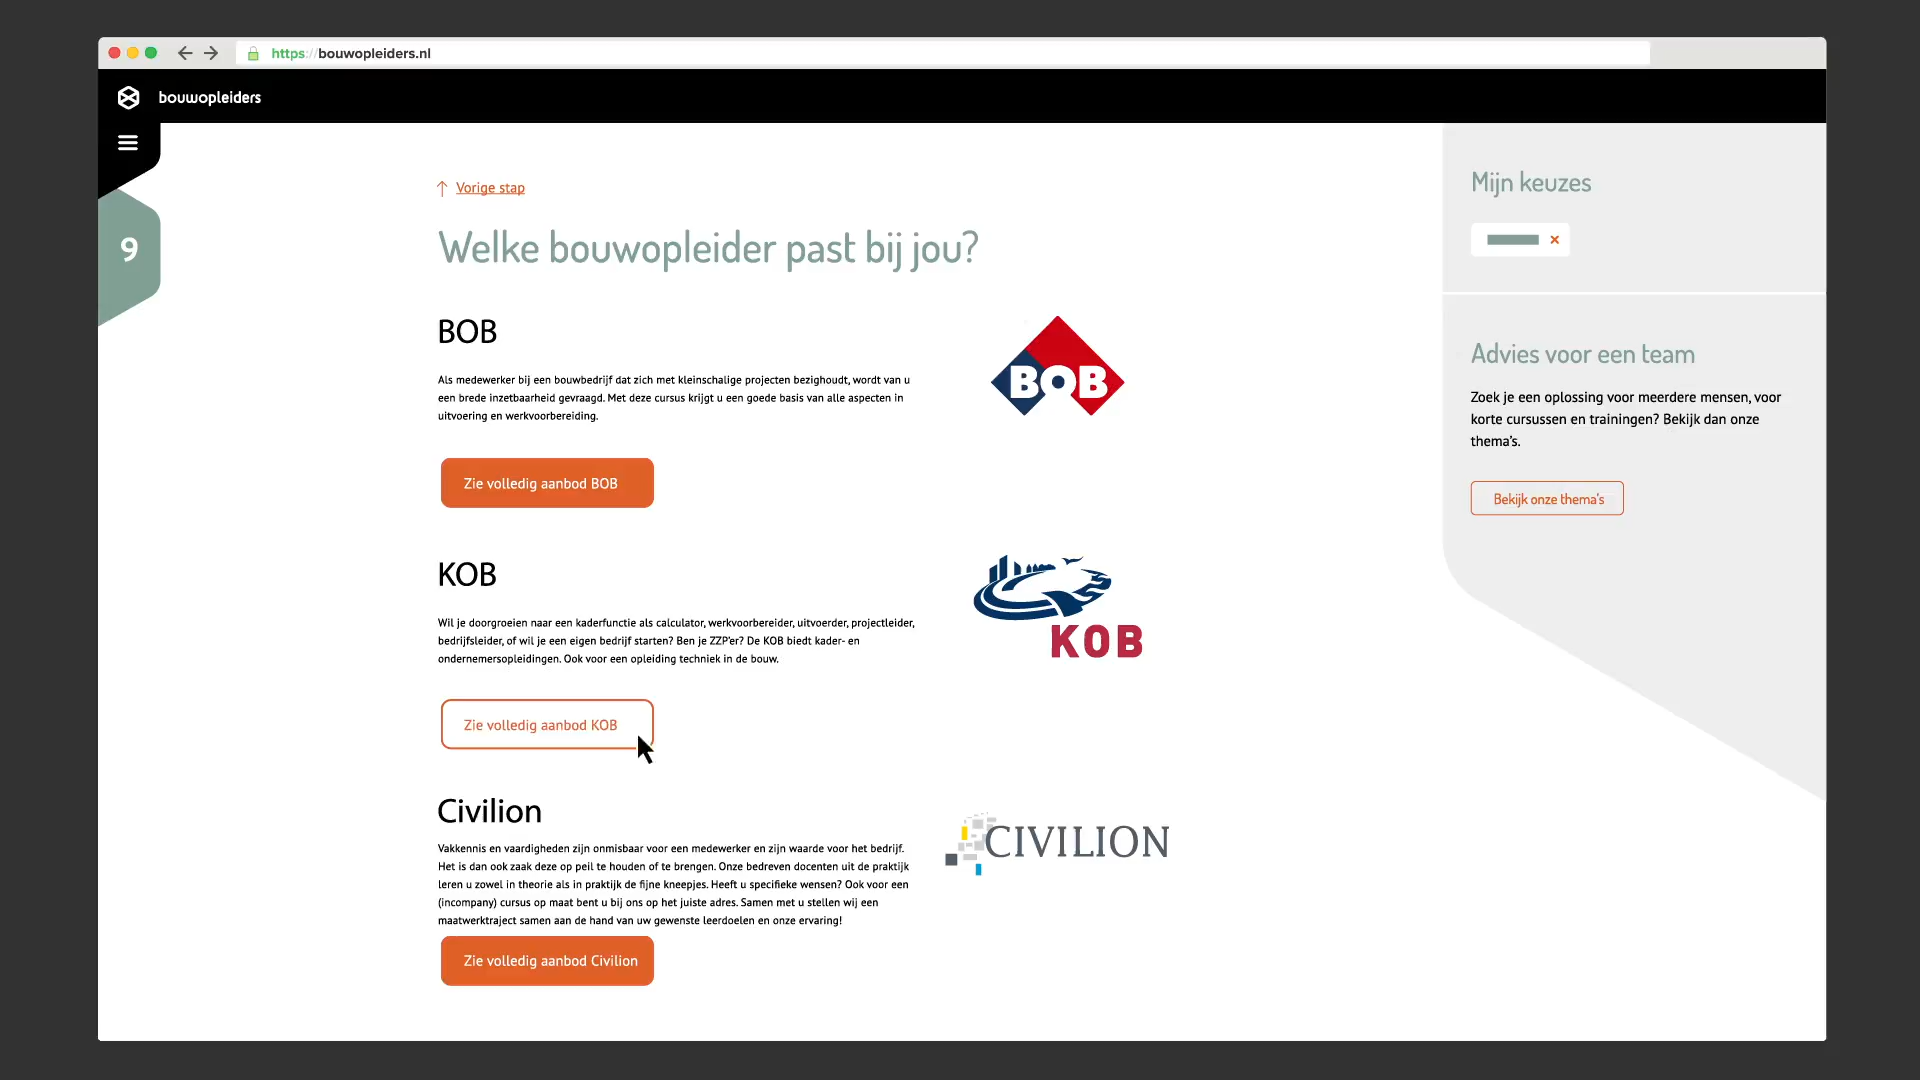 https://bouwopleiders.nl
bouwopleiders
9
Vorige stap
Welke bouwopleider past bij jou?
BOB
Als medewerker bij een bouwbedrijf dat zich met kleinschalige projecten bezighoudt, wordt van u
een brede inzetbaarheid gevraagd. Met deze cursus krijgt u een goede basis van alle aspecten in
uitvoering en werkvoorbereiding.
BOB
Zie volledig aanbod BOB
KOB
Wil je doorgroeien naar een kaderfunctie als calculator, werkvoorbereider, uitvoerder, projectleider,
bedrijfsleider, of wil je een eigen bedrijf starten? Ben je ZZP'er? De KOB biedt kader- en
ondernemersopleidingen. Ook voor een opleiding techniek in de bouw.
KOB
Zie volledig aanbod KOB
Civilion
Vakkennis en vaardigheden zijn onmisbaar voor een medewerker en zijn waarde voor het bedrijf.
Het is dan ook zaak deze op peil te houden of te brengen. Onze bedreven docenten uit de praktijk
leren u zowel in theorie als in praktijk de fijne kneepjes. Heeft u specifieke wensen? Ook voor een
(incompany) cursus op maat bent u bij ons op het juiste adres. Samen met u stellen wij een
maatwerktraject samen aan de hand van uw gewenste leerdoelen en onze ervaring!
CIVILION
Zie volledig aanbod Civilion
Mijn keuzes
Advies voor een team
Zoek je een oplossing voor meerdere mensen, voor
korte cursussen en trainingen? Bekijk dan onze
thema's.
Bekijk onze thema's